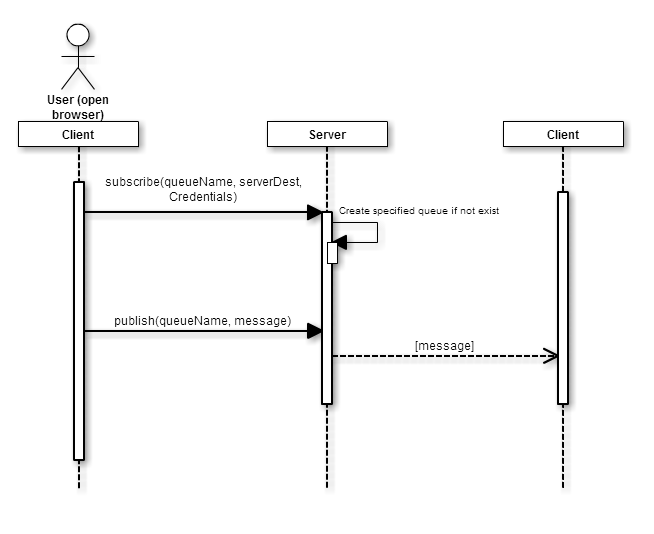 User (open
browser)
Client
Server
Client
subscribe(queueName, serverDest,
Credentials)
Create specified queue if not exist
publish(queueName, message)
[message]